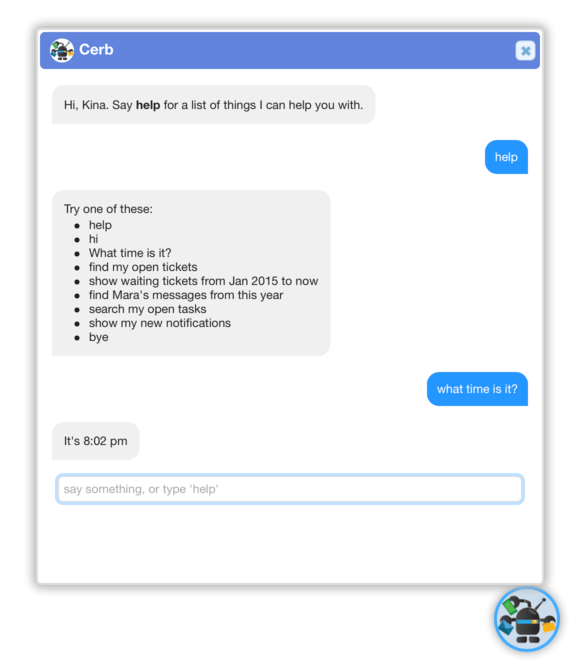 Cerb
Hi, Kina. Say help for a list of things I can help you with.
help
Try one of these:
help
hi
What time is it?
find my open tickets
show waiting tickets from Jan 2015 to now
find Mara's messages from this year
search my open tasks
show my new notifications
bye
what time is it?
It's 8:02 pm
say something, or type 'help'